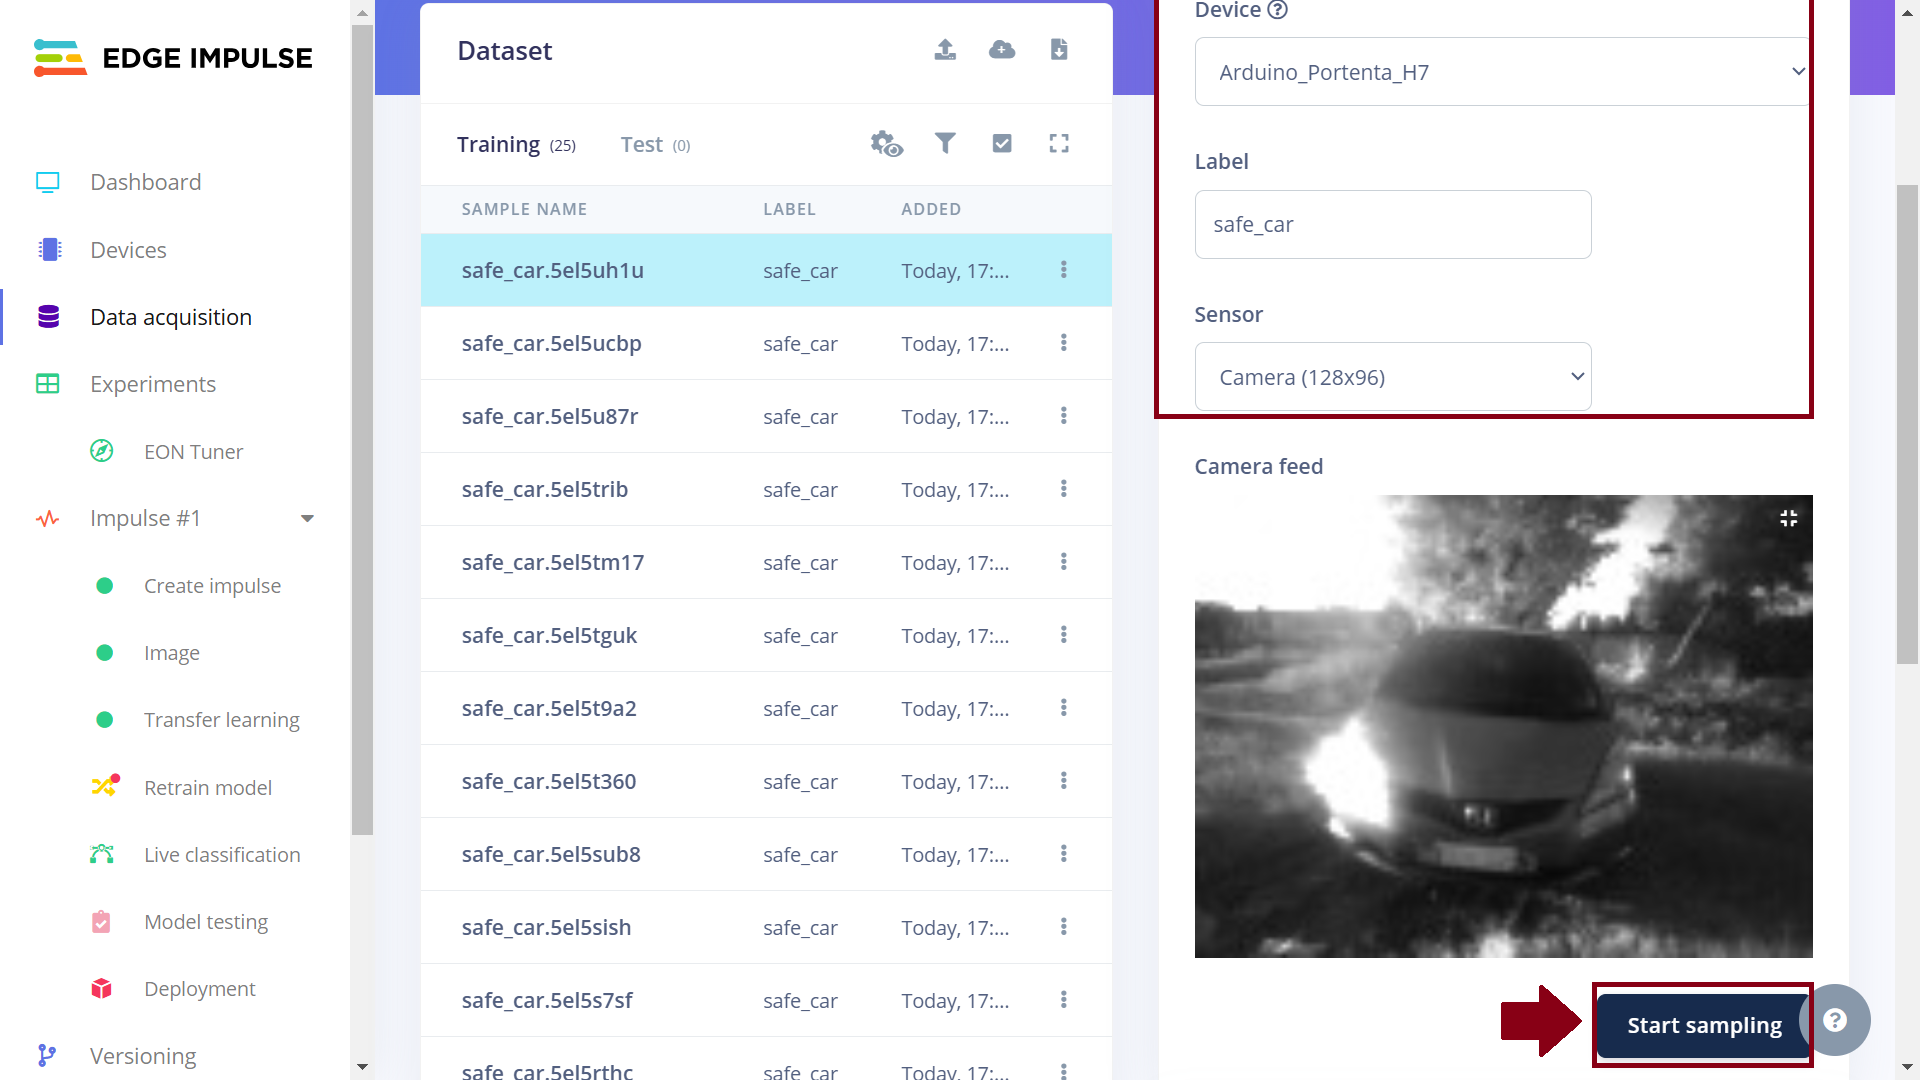 EDGE IMPULSE
Dashboard
Devices
Data acquisition
Experiments
EON Tuner
Impulse #1
Create impulse
Image
Transfer learning
Retrain model
Live classification
Model testing
Deployment
Versioning
Dataset
Training (25) Test (0)
SAMPLE NAME LABEL ADDED
safe_car.5el5uh1u safe_car Today, 17:...
safe_car.5el5ucbp safe_car Today, 17:...
safe_car.5el5u87r safe_car Today, 17:...
safe_car.5el5trib safe_car Today, 17:...
safe_car.5el5tm17 safe_car Today, 17:...
safe_car.5el5tguk safe_car Today, 17:...
safe_car.5el5t9a2 safe_car Today, 17:...
safe_car.5el5t360 safe_car Today, 17:...
safe_car.5el5sub8 safe_car Today, 17:...
safe_car.5el5sish safe_car Today, 17:...
safe_car.5el5s7sf safe_car Today, 17:...
safe_car.5el5rthc safe_car Today, 17:...
Device ?
Arduino_Portenta_H7
Label
safe_car
Sensor
Camera (128x96)
Camera feed
Start sampling
?